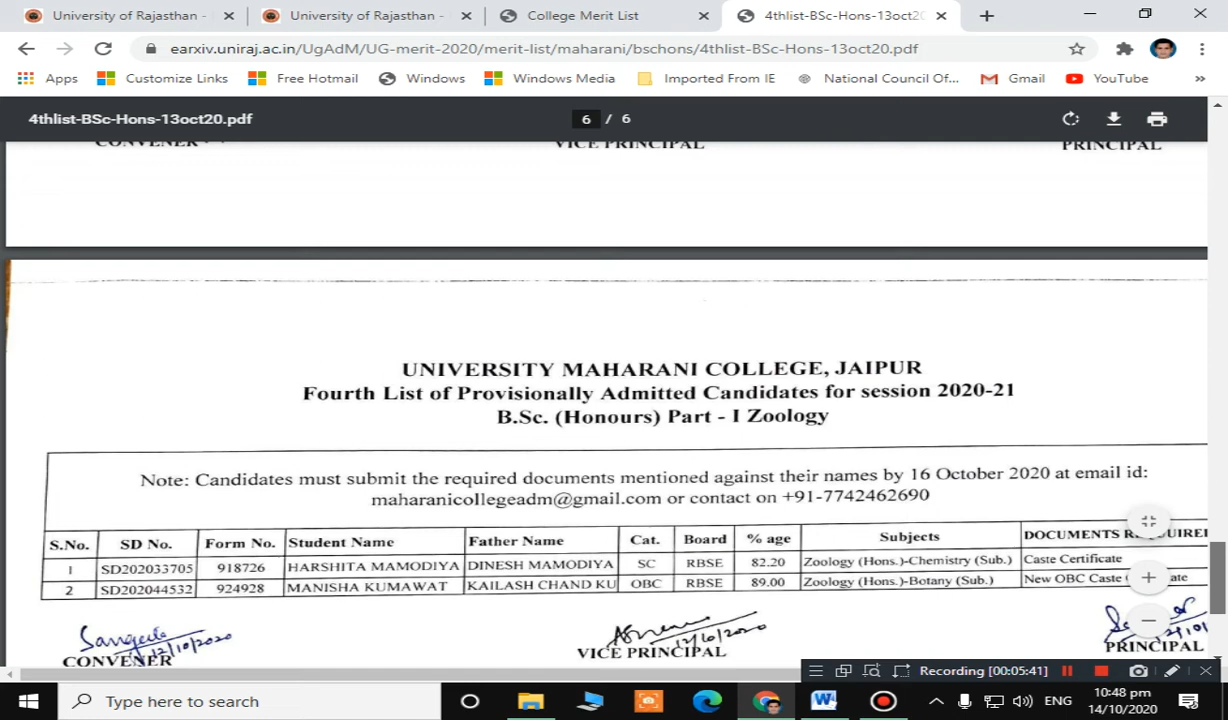 University of Rajasthan -
University of Rajasthan -
College Merit List
4thlist-BSc-Hons-13oct20
earxiv.uniraj.ac.in/UgAdM/UG-merit-2020/merit-list/maharani/bschons/4thlist-BSc-Hons-13oct20.pdf
Apps Customize Links Free Hotmail Windows Windows Media Imported From IE National Council Of... Gmail YouTube »
4thlist-BSc-Hons-13oct20.pdf 6 / 6
CONVENER VICE PRINCIPAL PRINCIPAL
UNIVERSITY MAHARANI COLLEGE, JAIPUR
Fourth List of Provisionally Admitted Candidates for session 2020-21
B.Sc. (Honours) Part - I Zoology
Note: Candidates must submit the required documents mentioned against their names by 16 October 2020 at email id:
maharanicollegeadm@gmail.com or contact on +91-7742462690
S.No. SD No. Form No. Student Name Father Name Cat. Board % age Subjects DOCUMENTS
1 SD202033705 918726 HARSHITA MAMODIYA DINESH MAMODIYA SC RBSE 82.20 Zoology (Hons.)-Chemistry (Sub.) Caste Certificate
2 SD202044532 924928 MANISHA KUMAWAT KAILASH CHAND KU OBC RBSE 89.00 Zoology (Hons.)-Botany (Sub.) New OBC Caste
Sangeeta 12/10/2020 12/10/2020
CONVENER VICE PRINCIPAL PRINCIPAL
Recording [00:05:41]
Type here to search
ENG
10:48 pm
14/10/2020